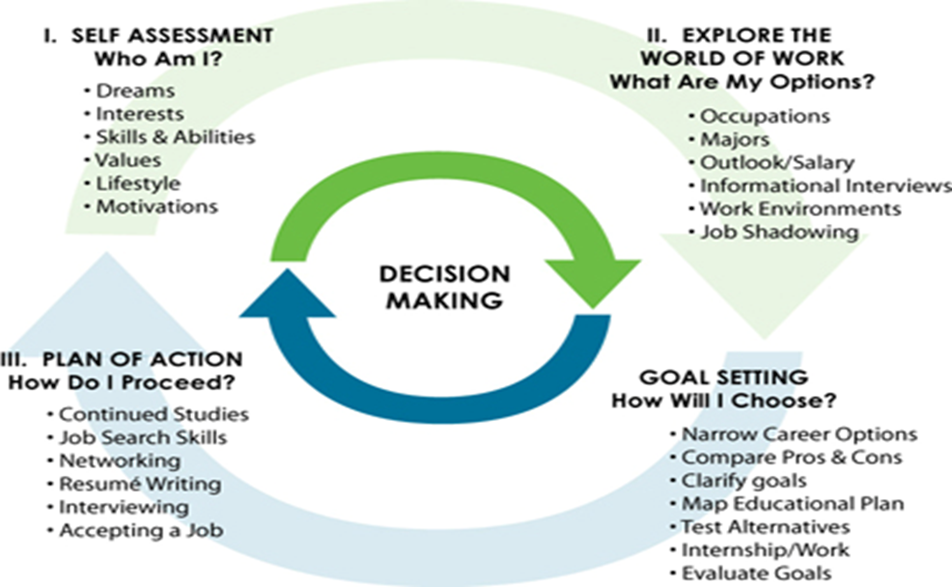 I. SELF ASSESSMENT
Who Am I?
• Dreams
• Interests
• Skills & Abilities
• Values
• Lifestyle
• Motivations
II. EXPLORE THE
WORLD OF WORK
What Are My Options?
• Occupations
• Majors
• Outlook/Salary
• Informational Interviews
• Work Environments
• Job Shadowing
DECISION
MAKING
III. PLAN OF ACTION
How Do I Proceed?
• Continued Studies
• Job Search Skills
• Networking
• Resumé Writing
• Interviewing
• Accepting a Job
GOAL SETTING
How Will I Choose?
• Narrow Career Options
• Compare Pros & Cons
• Clarify goals
• Map Educational Plan
• Test Alternatives
• Internship/Work
• Evaluate Goals